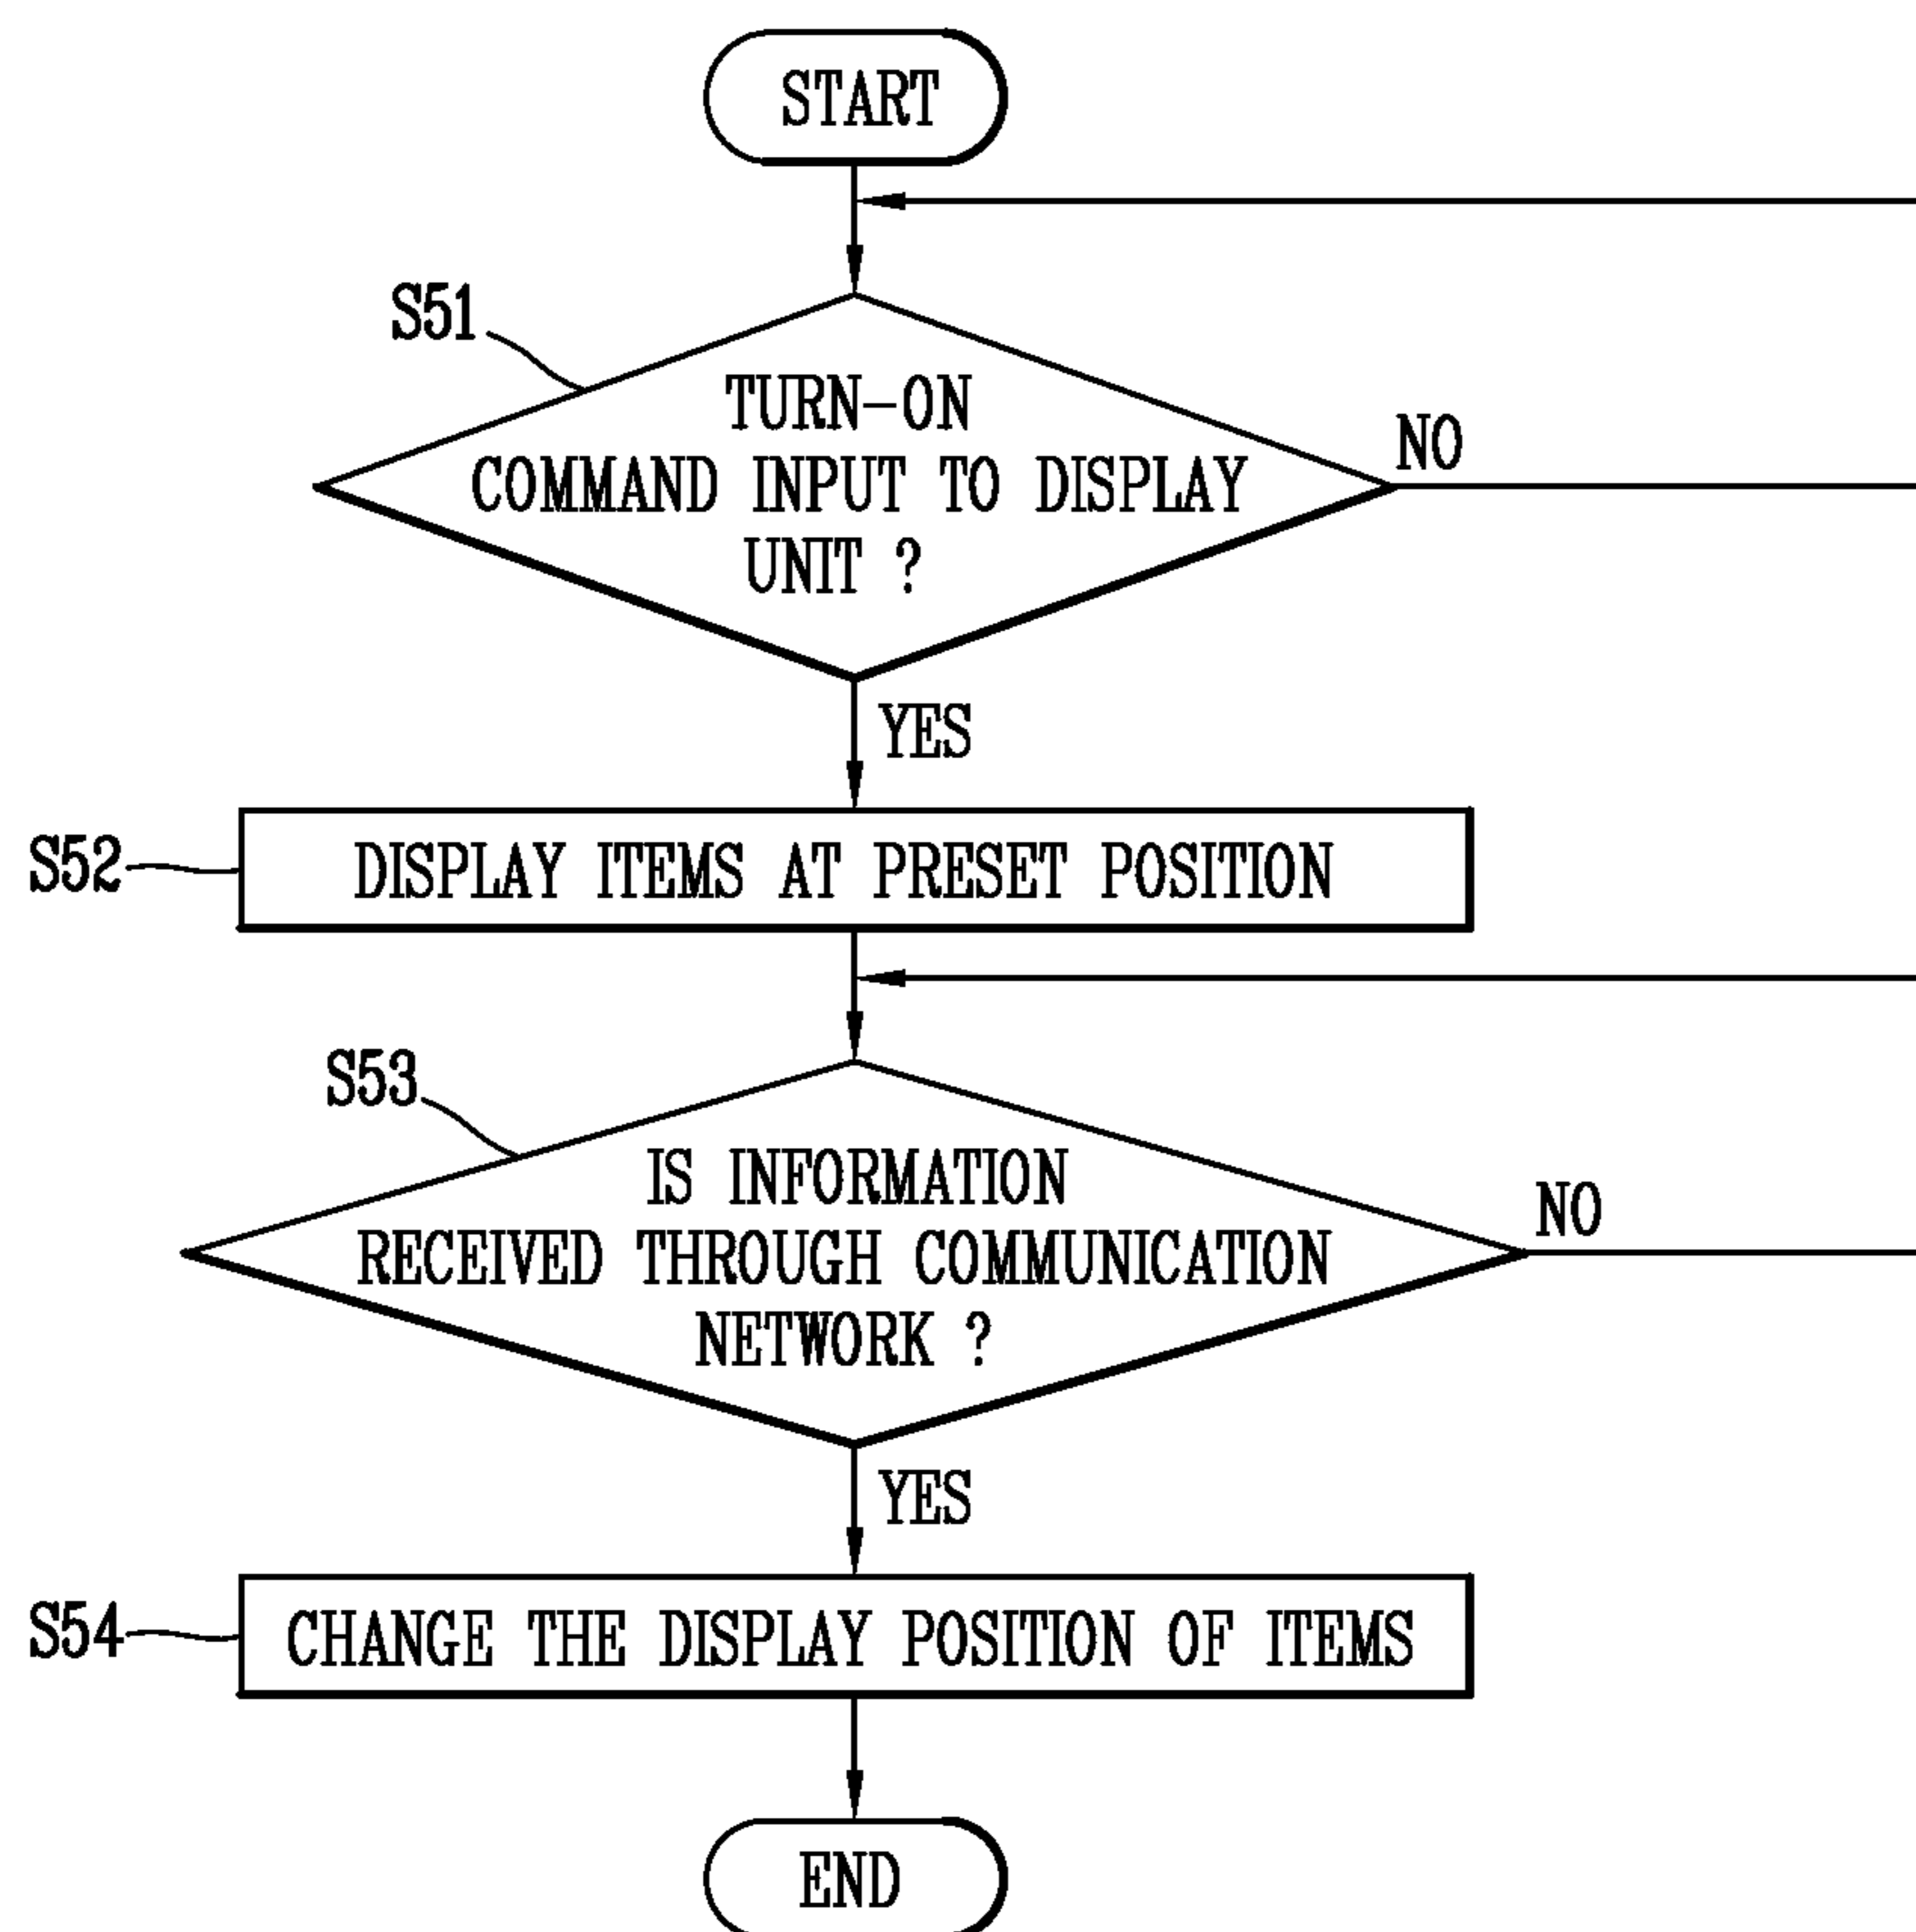 START
S51
TURN-ON
COMMAND INPUT TO DISPLAY
UNIT ?
NO
YES
S52
DISPLAY ITEMS AT PRESET POSITION
S53
IS INFORMATION
RECEIVED THROUGH COMMUNICATION
NETWORK ?
NO
YES
S54
CHANGE THE DISPLAY POSITION OF ITEMS
END